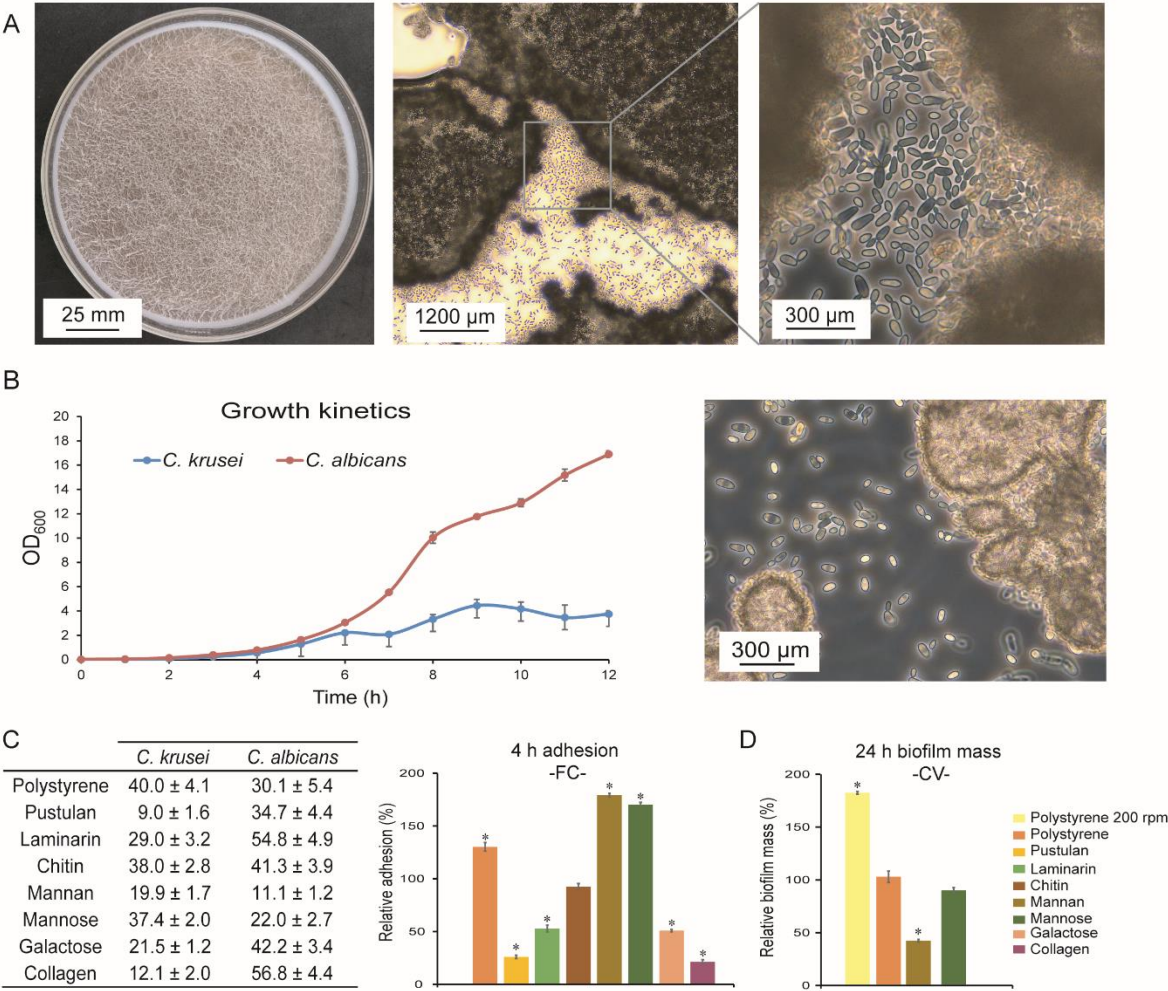 A
25 mm
1200 µm
300 µm
B
Growth kinetics
20
18
16
14
12
10
8
6
4
2
0
OD600
C. krusei
C. albicans
0 2 4 6 8 10 12
Time (h)
300 µm
C
C. krusei C. albicans
Polystyrene 40.0 ± 4.1 30.1 ± 5.4
Pustulan 9.0 ± 1.6 34.7 ± 4.4
Laminarin 29.0 ± 3.2 54.8 ± 4.9
Chitin 38.0 ± 2.8 41.3 ± 3.9
Mannan 19.9 ± 1.7 11.1 ± 1.2
Mannose 37.4 ± 2.0 22.0 ± 2.7
Galactose 21.5 ± 1.2 42.2 ± 3.4
Collagen 12.1 ± 2.0 56.8 ± 4.4
4 h adhesion
-FC-
Relative adhesion (%)
200
150
100
50
0
* * * * * * *
D
24 h biofilm mass
-CV-
Relative biofilm mass (%)
200
150
100
50
0
* *
Polystyrene 200 rpm
Polystyrene
Pustulan
Laminarin
Chitin
Mannan
Mannose
Galactose
Collagen